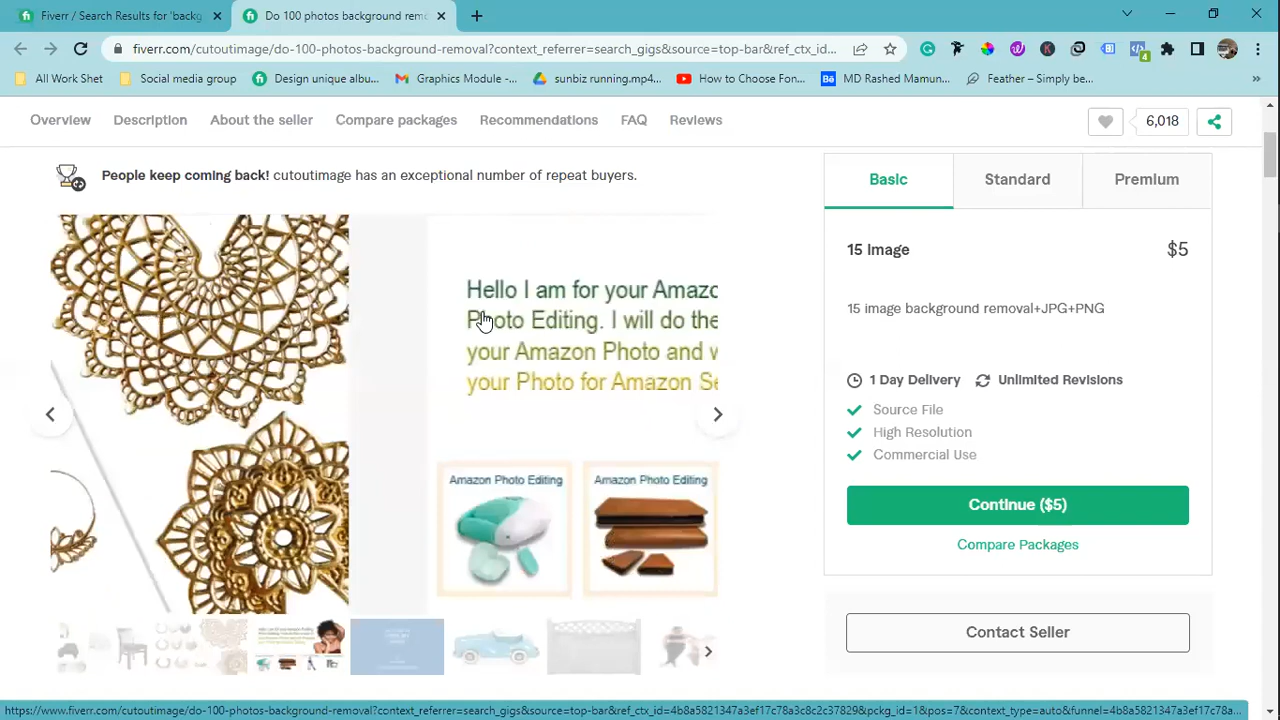 Fiverr / Search Results for 'backg
Do 100 photos background remo
fiverr.com/cutoutimage/do-100-photos-background-removal?context_referrer=search_gigs&source=top-bar&ref_ctx_id...
4
All Work Shet
Social media group
Design unique albu...
Graphics Module -...
sunbiz running.mp4...
How to Choose Fon...
MD Rashed Mamun...
Feather – Simply be...
Overview
Description
About the seller
Compare packages
Recommendations
FAQ
Reviews
6,018
People keep coming back! cutoutimage has an exceptional number of repeat buyers.
Basic
Standard
Premium
15 Image
$5
15 image background removal+JPG+PNG
1 Day Delivery
Unlimited Revisions
Source File
High Resolution
Commercial Use
Continue ($5)
Compare Packages
Contact Seller
Hello I am for your Amazo
Photo Editing. I will do the
your Amazon Photo and
your Photo for Amazon Se
Amazon Photo Editing
Amazon Photo Editing
https://www.fiverr.com/cutoutimage/do-100-photos-background-removal?context_referrer=search_gigs&source=top-bar&ref_ctx_id=4b8a5821347a3ef17c78a3c8c2c37829&pckg_id=1&pos=7&context_type=auto&funnel=4b8a5821347a3ef17c78a...